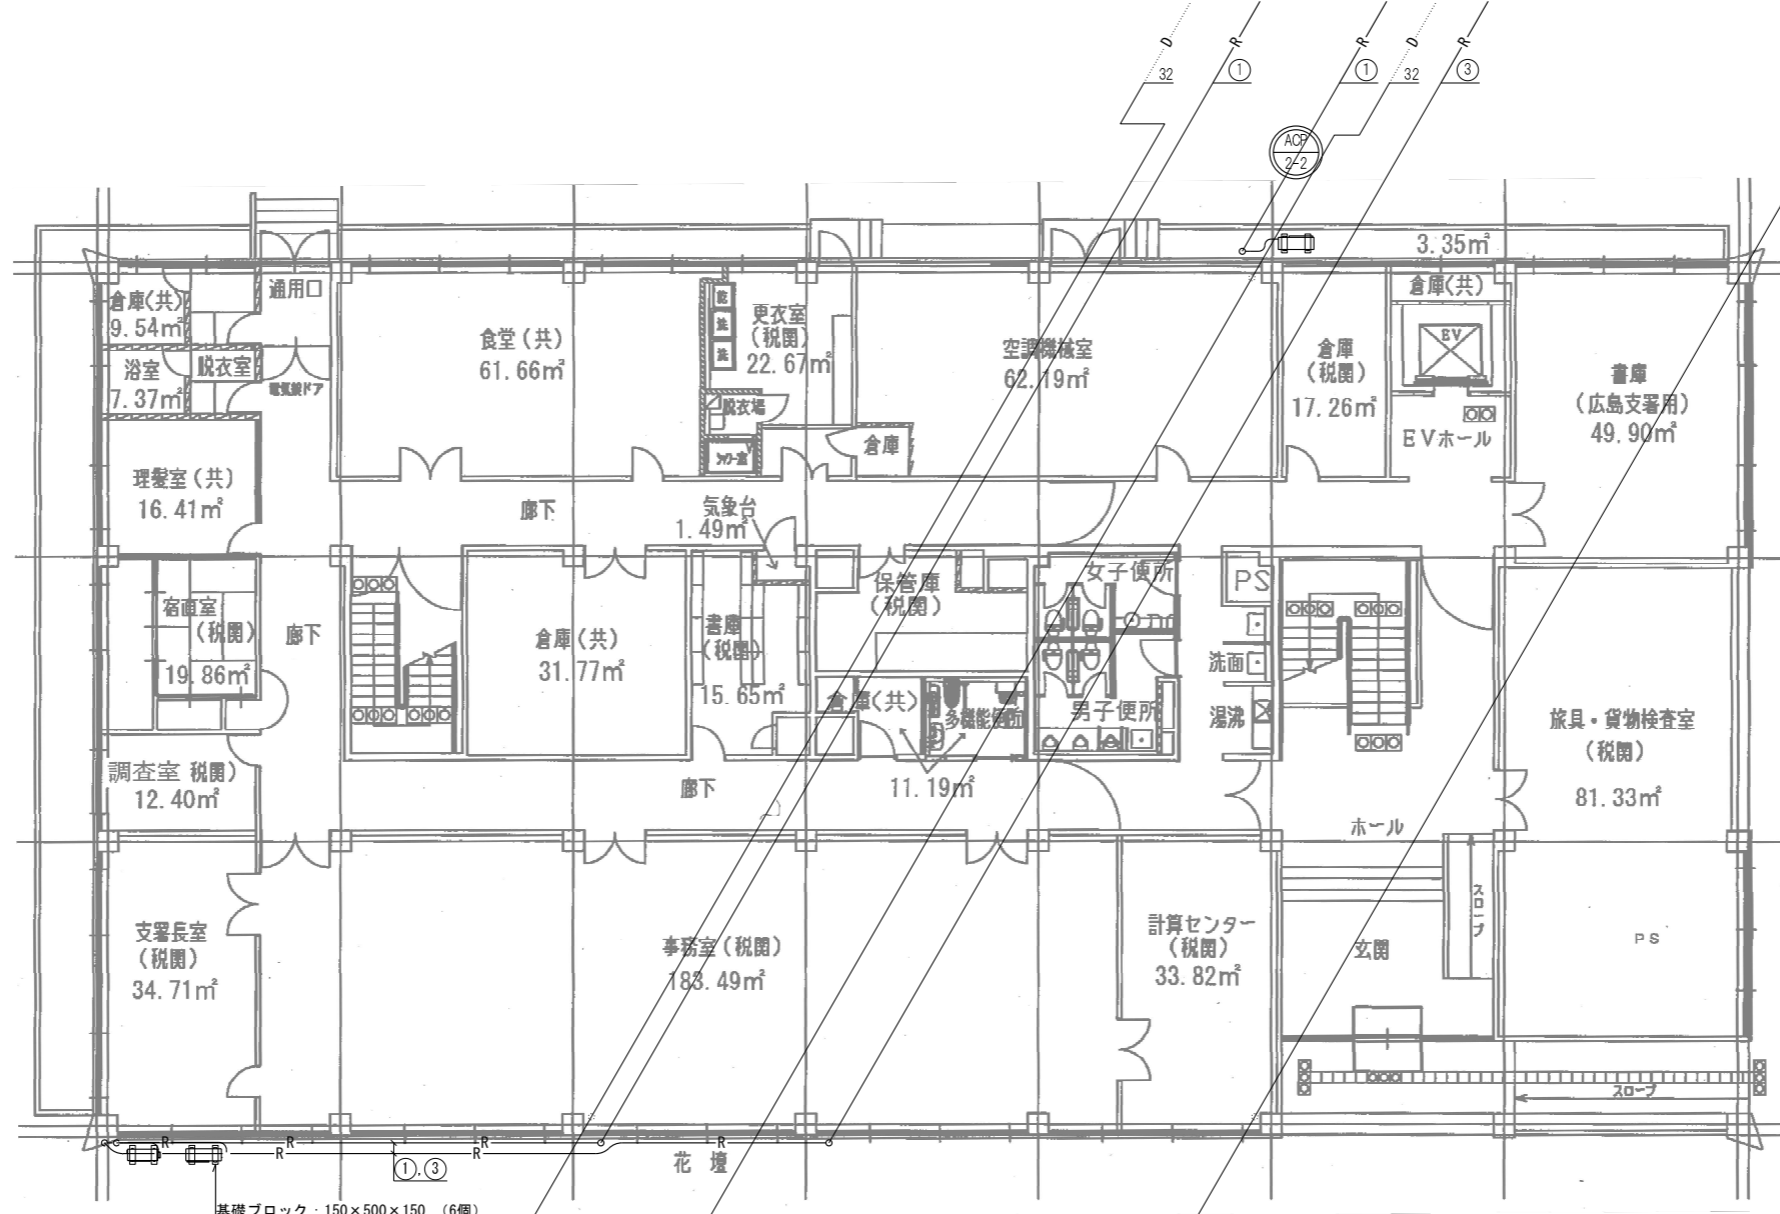 D
R
R
D
R
32
①
①
32
③
ACP
2-2
3.35㎡
倉庫(共)
9.54㎡
通用口
食堂(共)
61.66㎡
乾
洗
洗
更衣室
(税関)
22.67㎡
空調機械室
62.19㎡
倉庫
(税関)
17.26㎡
倉庫(共)
EV
EVホール
書庫
(広島支署用)
49.90㎡
浴室
7.37㎡
脱衣室
電気錠ドア
脱衣場
シャワー室
倉庫
理髪室(共)
16.41㎡
廊下
気象台
1.49㎡
宿直室
(税関)
19.86㎡
廊下
倉庫(共)
31.77㎡
書庫
(税関)
15.65㎡
保管庫
(税関)
女子便所
PS
洗面
倉庫(共)
多機能便所
男子便所
湯沸
旅具・貨物検査室
(税関)
81.33㎡
調査室 税関)
12.40㎡
廊下
11.19㎡
ホール
支署長室
(税関)
34.71㎡
事務室(税関)
183.49㎡
計算センター
(税関)
33.82㎡
玄関
スロープ
PS
スロープ
R
R
R
R
R
R
①,③
花 壇
基礎ブロック:150×500×150 (6個)